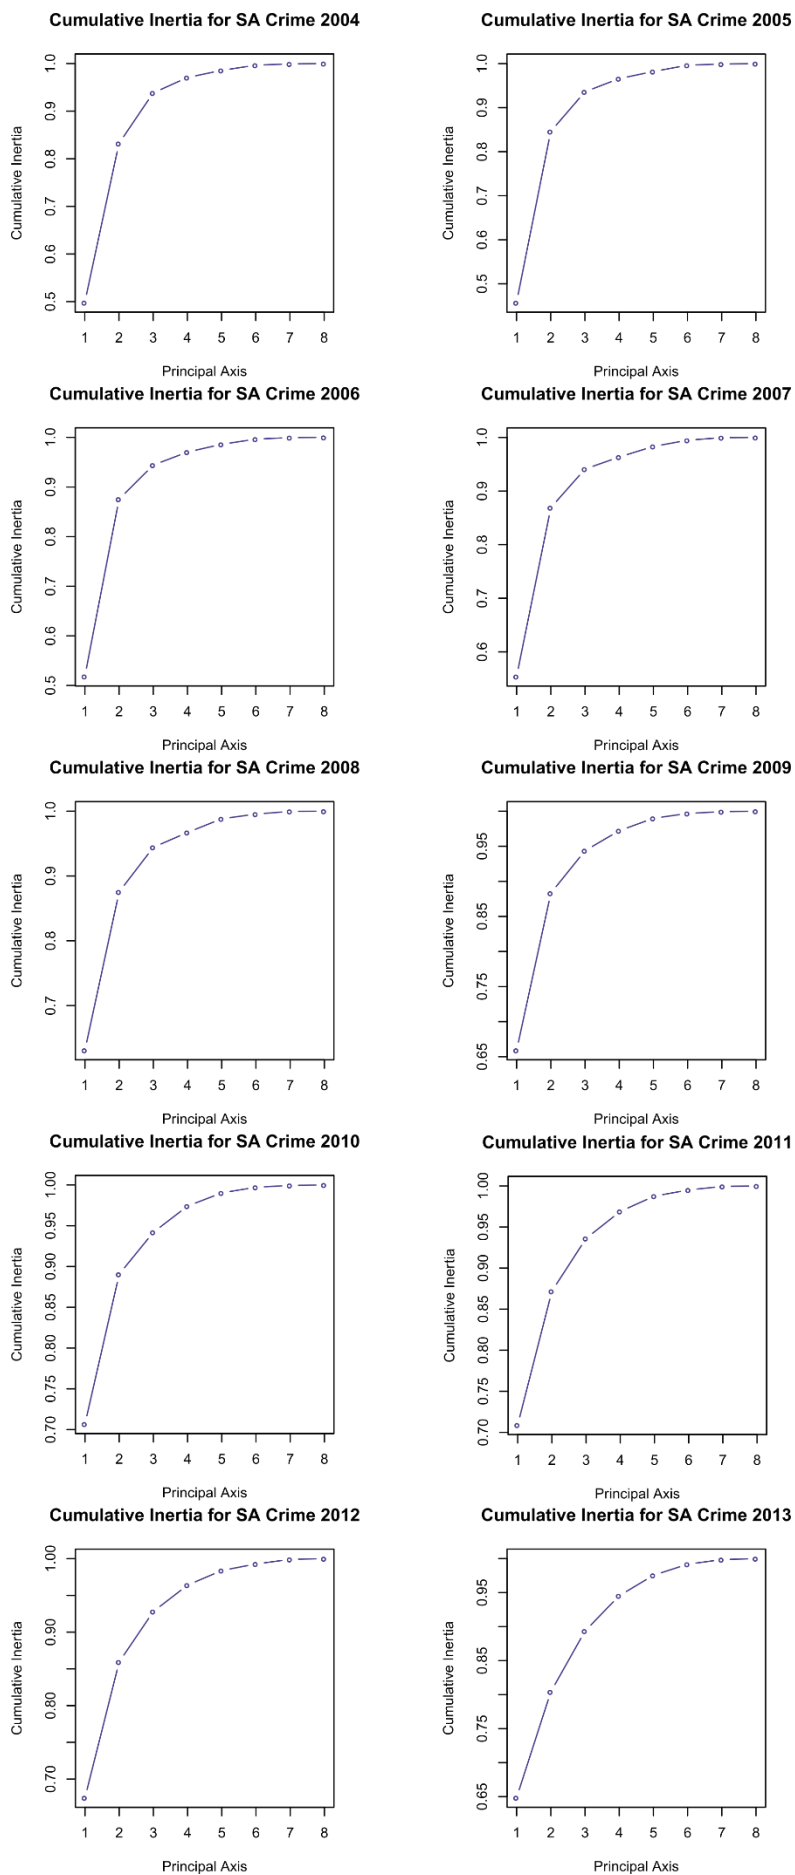 Cumulative Inertia for SA Crime 2004
Cumulative Inertia
1.0
0.9
0.8
0.7
0.6
0.5
1 2 3 4 5 6 7 8
Principal Axis
Cumulative Inertia for SA Crime 2005
Cumulative Inertia
1.0
0.9
0.8
0.7
0.6
0.5
1 2 3 4 5 6 7 8
Principal Axis
Cumulative Inertia for SA Crime 2006
Cumulative Inertia
1.0
0.9
0.8
0.7
0.6
0.5
1 2 3 4 5 6 7 8
Principal Axis
Cumulative Inertia for SA Crime 2007
Cumulative Inertia
1.0
0.9
0.8
0.7
0.6
1 2 3 4 5 6 7 8
Principal Axis
Cumulative Inertia for SA Crime 2008
Cumulative Inertia
1.0
0.9
0.8
0.7
1 2 3 4 5 6 7 8
Principal Axis
Cumulative Inertia for SA Crime 2009
Cumulative Inertia
0.95
0.85
0.75
0.65
1 2 3 4 5 6 7 8
Principal Axis
Cumulative Inertia for SA Crime 2010
Cumulative Inertia
1.00
0.95
0.90
0.85
0.80
0.75
0.70
1 2 3 4 5 6 7 8
Principal Axis
Cumulative Inertia for SA Crime 2011
Cumulative Inertia
1.00
0.95
0.90
0.85
0.80
0.75
0.70
1 2 3 4 5 6 7 8
Principal Axis
Cumulative Inertia for SA Crime 2012
Cumulative Inertia
1.00
0.90
0.80
0.70
1 2 3 4 5 6 7 8
Principal Axis
Cumulative Inertia for SA Crime 2013
Cumulative Inertia
0.95
0.85
0.75
0.65
1 2 3 4 5 6 7 8
Principal Axis